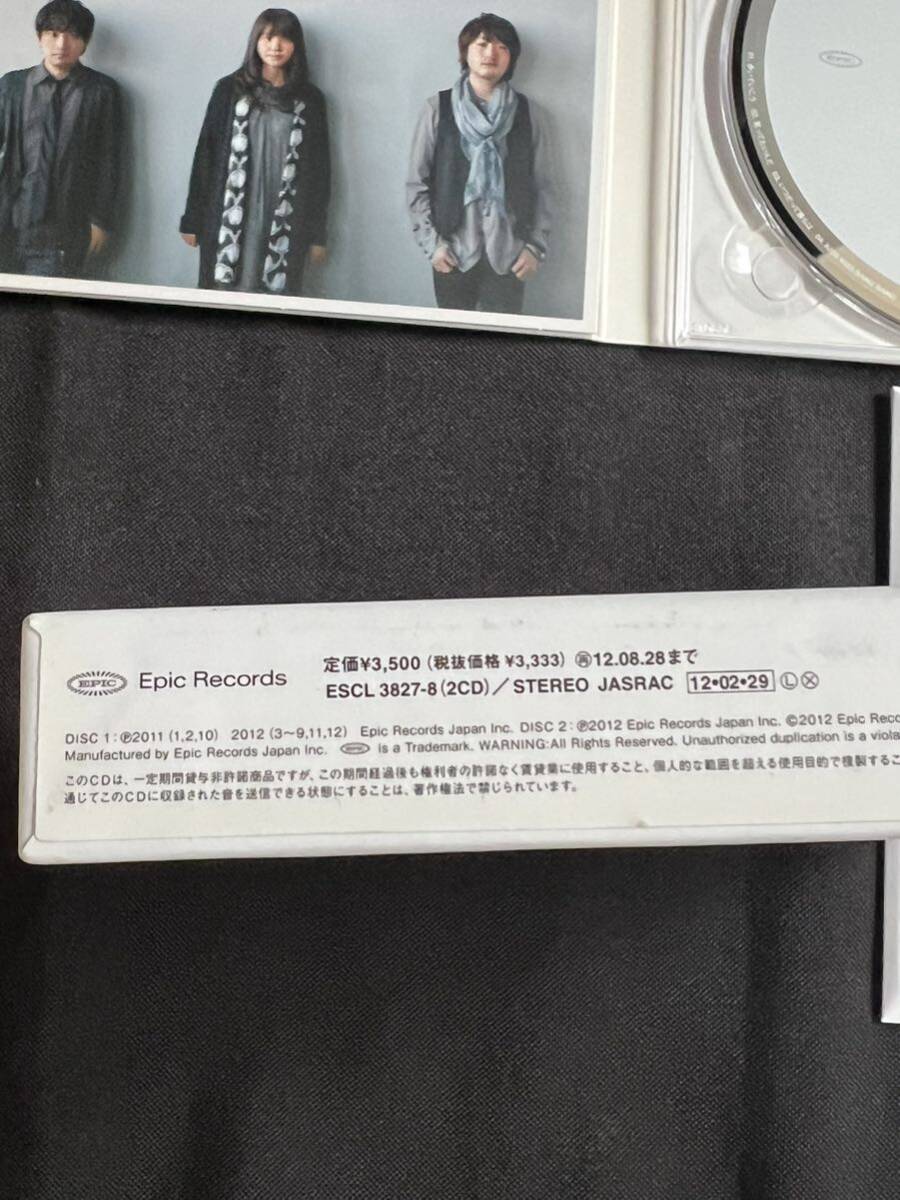 EPIC
EPIC Epic Records
定価¥3,500（税抜価格 ¥3,333）㊢12.08.28まで
ESCL 3827-8 (2CD)／STEREO JASRAC 12•02•29 Ⓛ Ⓧ
DISC 1：℗2011 (1,2,10) 2012 (3～9,11,12) Epic Records Japan Inc. DISC 2：℗2012 Epic Records Japan Inc. ©2012 Epic Reco
Manufactured by Epic Records Japan Inc. EPIC is a Trademark. WARNING:All Rights Reserved. Unauthorized duplication is a viola
このCDは、一定期間貸与非許諾商品ですが、この期間経過後も権利者の許諾なく賃貸業に使用すること、個人的な範囲を超える使用目的で複製するこ
通じてこのCDに収録された音を送信できる状態にすることは、著作権法で禁じられています。